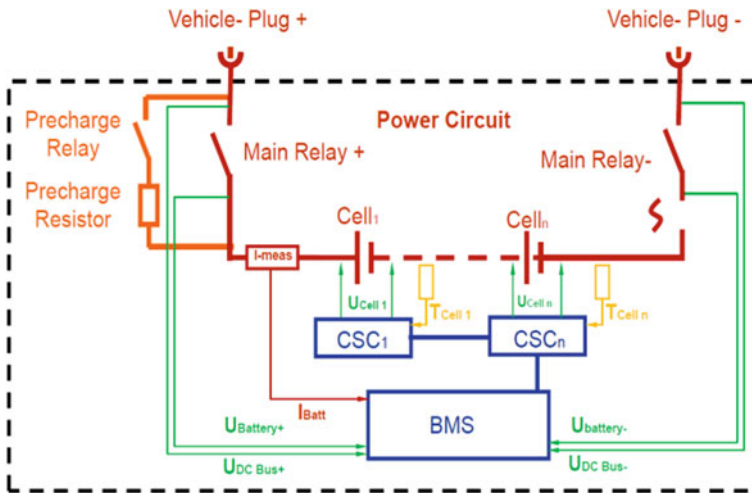 Vehicle- Plug +
Vehicle- Plug -
Precharge
Relay
Power Circuit
Main Relay +
Main Relay-
Precharge
Resistor
Cell1
Celln
I-meas
UCell 1
TCell 1
UCell n
TCell n
CSC1
CSCn
IBatt
BMS
UBattery+
Ubattery-
UDC Bus+
UDC Bus-